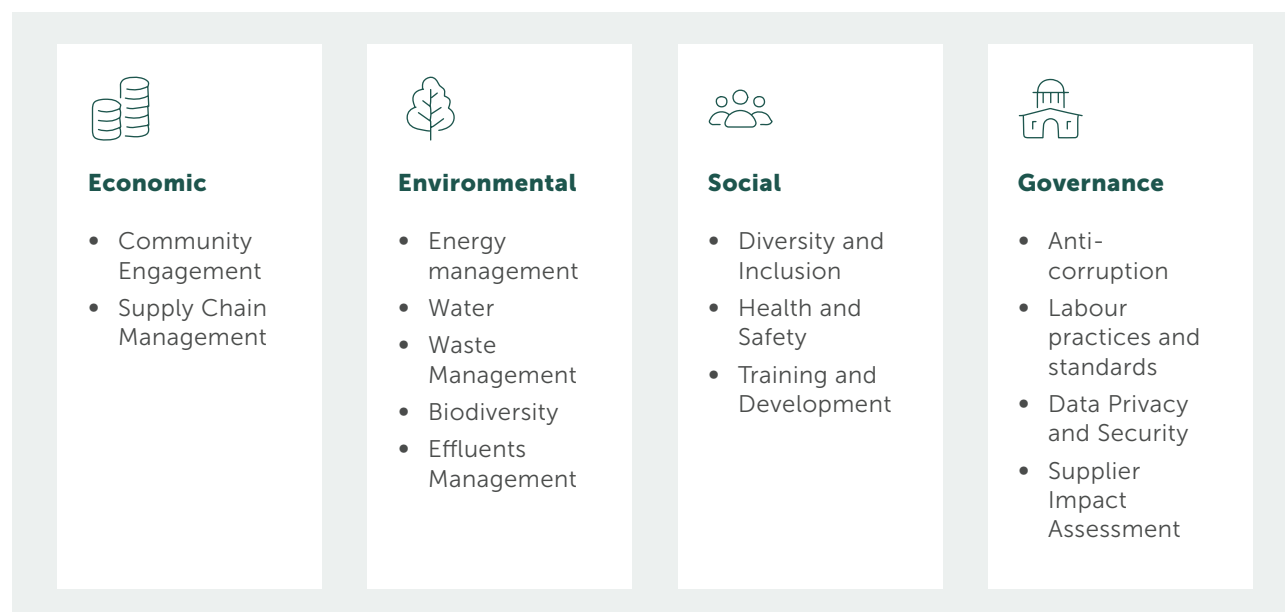 Economic
• Community
Engagement
• Supply Chain
Management
Environmental
• Energy
management
• Water
• Waste
Management
• Biodiversity
• Effluents
Management
Social
• Diversity and
Inclusion
• Health and
Safety
• Training and
Development
Governance
• Anti-
corruption
• Labour
practices and
standards
• Data Privacy
and Security
• Supplier
Impact
Assessment